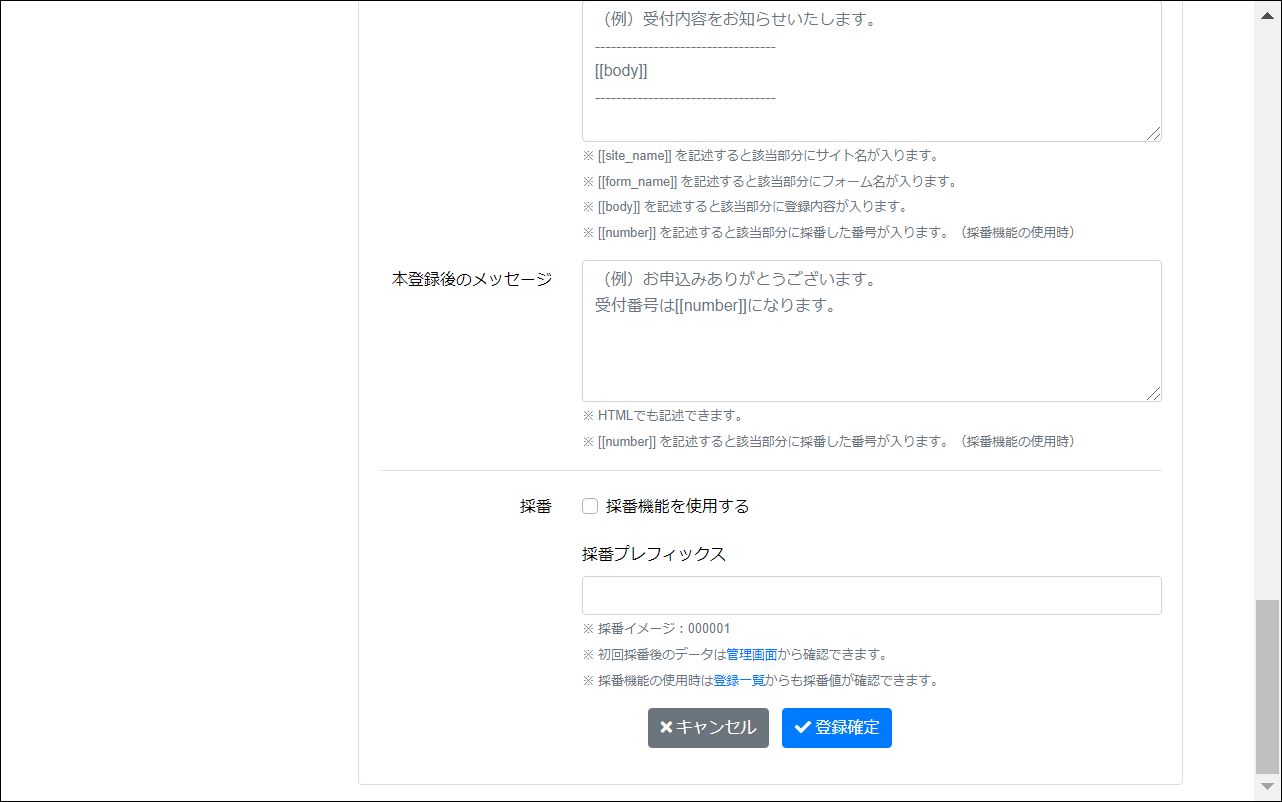 （例）受付内容をお知らせいたします。
----------------------------------
[[body]]
----------------------------------
※ [[site_name]] を記述すると該当部分にサイト名が入ります。
※ [[form_name]] を記述すると該当部分にフォーム名が入ります。
※ [[body]] を記述すると該当部分に登録内容が入ります。
※ [[number]] を記述すると該当部分に採番した番号が入ります。（採番機能の使用時）
本登録後のメッセージ
（例）お申込みありがとうございます。
受付番号は[[number]]になります。
※ HTMLでも記述できます。
※ [[number]] を記述すると該当部分に採番した番号が入ります。（採番機能の使用時）
採番
採番機能を使用する
採番プレフィックス
※ 採番イメージ：000001
※ 初回採番後のデータは管理画面から確認できます。
※ 採番機能の使用時は登録一覧からも採番値が確認できます。
キャンセル
登録確定